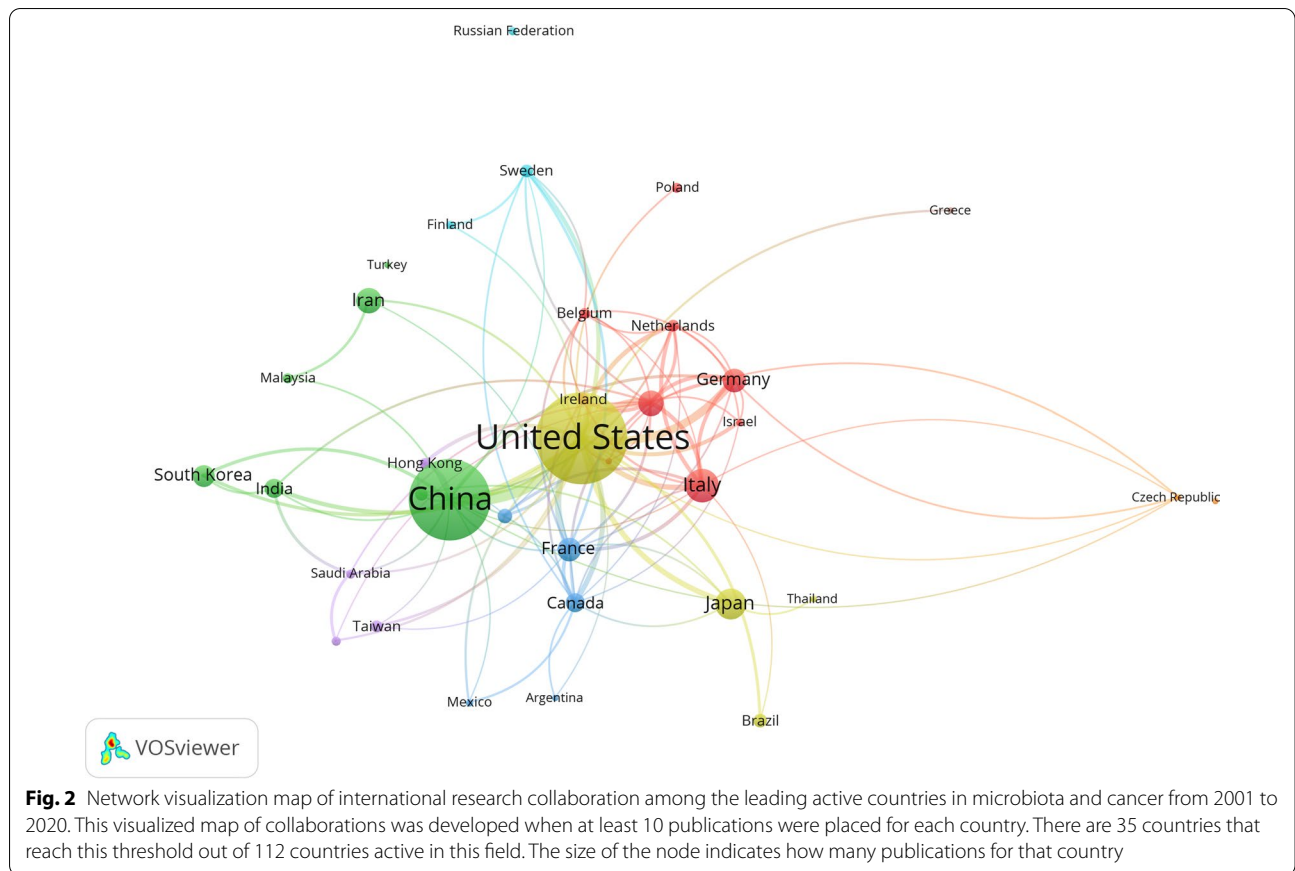 Russian Federation
Sweden
Poland
Greece
Finland
Turkey
Iran
Belgium
Netherlands
Malaysia
Germany
Ireland
Israel
United States
Hong Kong
South Korea
India
China
Italy
Czech Republic
France
Saudi Arabia
Canada
Japan
Thailand
Taiwan
Mexico
Argentina
Brazil
VOSviewer
Fig. 2 Network visualization map of international research collaboration among the leading active countries in microbiota and cancer from 2001 to
2020. This visualized map of collaborations was developed when at least 10 publications were placed for each country. There are 35 countries that
reach this threshold out of 112 countries active in this field. The size of the node indicates how many publications for that country